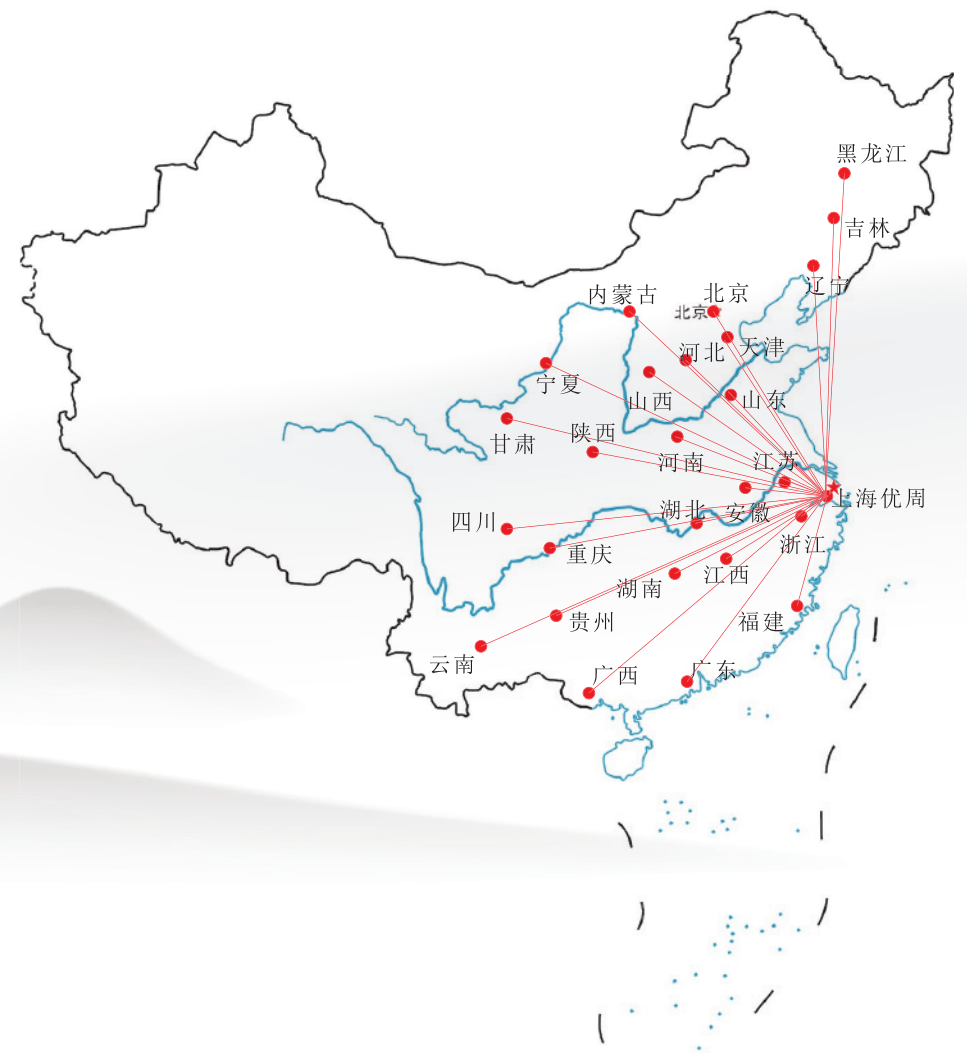 黑龙江
吉林
辽宁
内蒙古
北京
北京
天津
河北
宁夏
山西
山东
甘肃
陕西
河南
江苏
上海优周
四川
湖北
安徽
浙江
重庆
江西
湖南
贵州
福建
云南
广西
广东